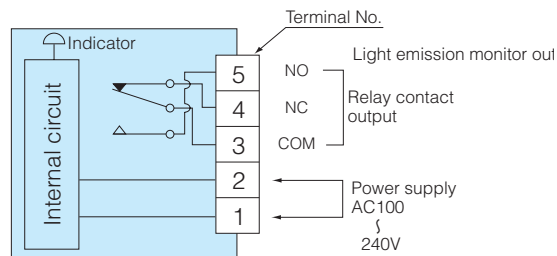 Terminal No.
Indicator
Light emission monitor out
Internal circuit
5 NO
4 NC
Relay contact
output
3 COM
2
Power supply
AC100
1
~
240V